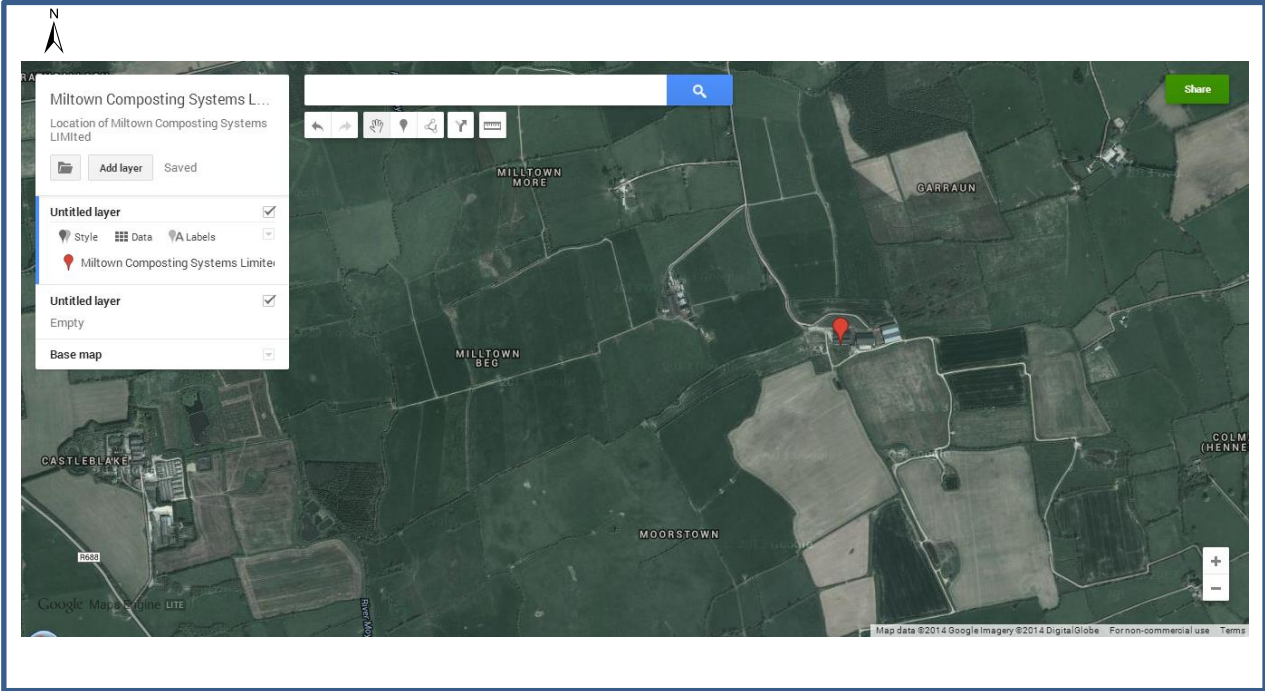 N
Miltown Composting Systems L...
Location of Miltown Composting Systems
LIMIted
Add layer
Saved
Untitled layer
Style
Data
A Labels
Miltown Composting Systems Limite
Untitled layer
Empty
Base map
Share
MILLTOWN
MORE
GARRAUN
MILLTOWN
BEG
CASTLEBLAKE
COLM
(HENNE
MOORSTOWN
R688
River Mo
Google Maps Engine LITE
Map data ©2014 Google Imagery ©2014 DigitalGlobe
For non-commercial use
Terms